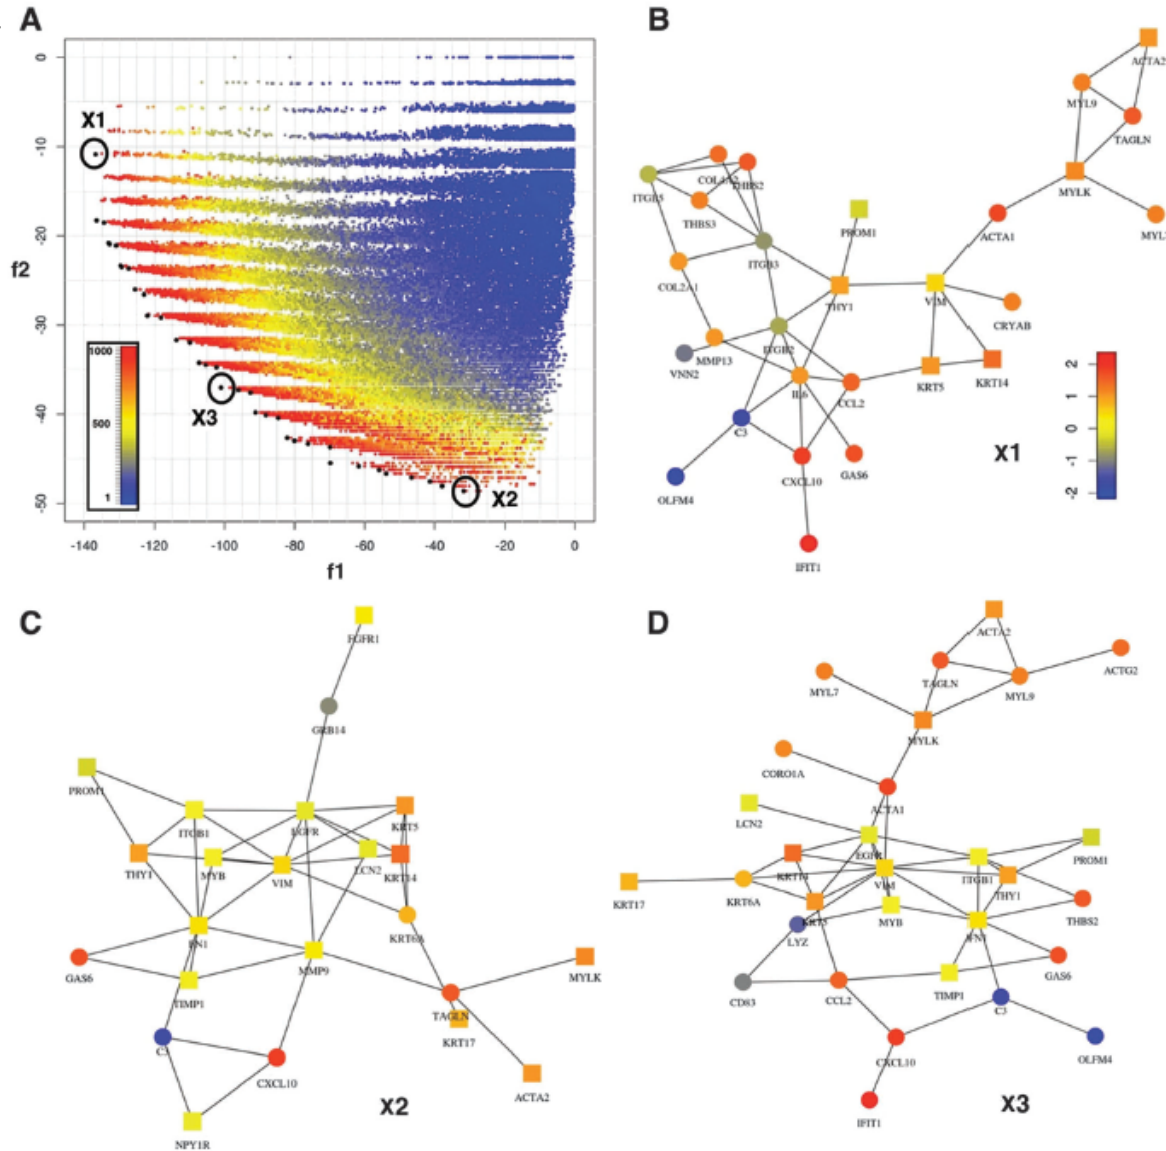 A
0
-10
-20
-30
-40
-50
f2
X1
X3
X2
1000
500
1
-140 -120 -100 -80 -60 -40 -20 0
f1
B
ACTA2
MYL9
TAGLN
MYLK
ITGB5
THBS2
THBS3
PROM1
ACTA1
ITGB3
COL2A1
THY1
VIM
CRYAB
ITGB2
MMP13
VNN2
KRT5
KRT14
IL6
CCL2
C3
GAS6
CXCL10
OLFM4
IFIT1
X1
2
1
0
-1
-2
C
FGFR1
GRB14
PROM1
ITGB1
EGFR
KRT5
THY1
MYB
VIM
LCN2
KRT14
FN1
KRT6A
GAS6
MMP9
MYLK
TIMP1
TAGLN
KRT17
C3
CXCL10
ACTA2
NPY1R
X2
D
ACTA2
TAGLN
ACTG2
MYL7
MYL9
MYLK
CORO1A
ACTA1
LCN2
EGFR
PROM1
KRT14
VIM
ITGB1
THY1
KRT17
KRT6A
KRT5
MYB
THBS2
LYZ
FN1
CD83
CCL2
TIMP1
GAS6
C3
CXCL10
OLFM4
IFIT1
X3